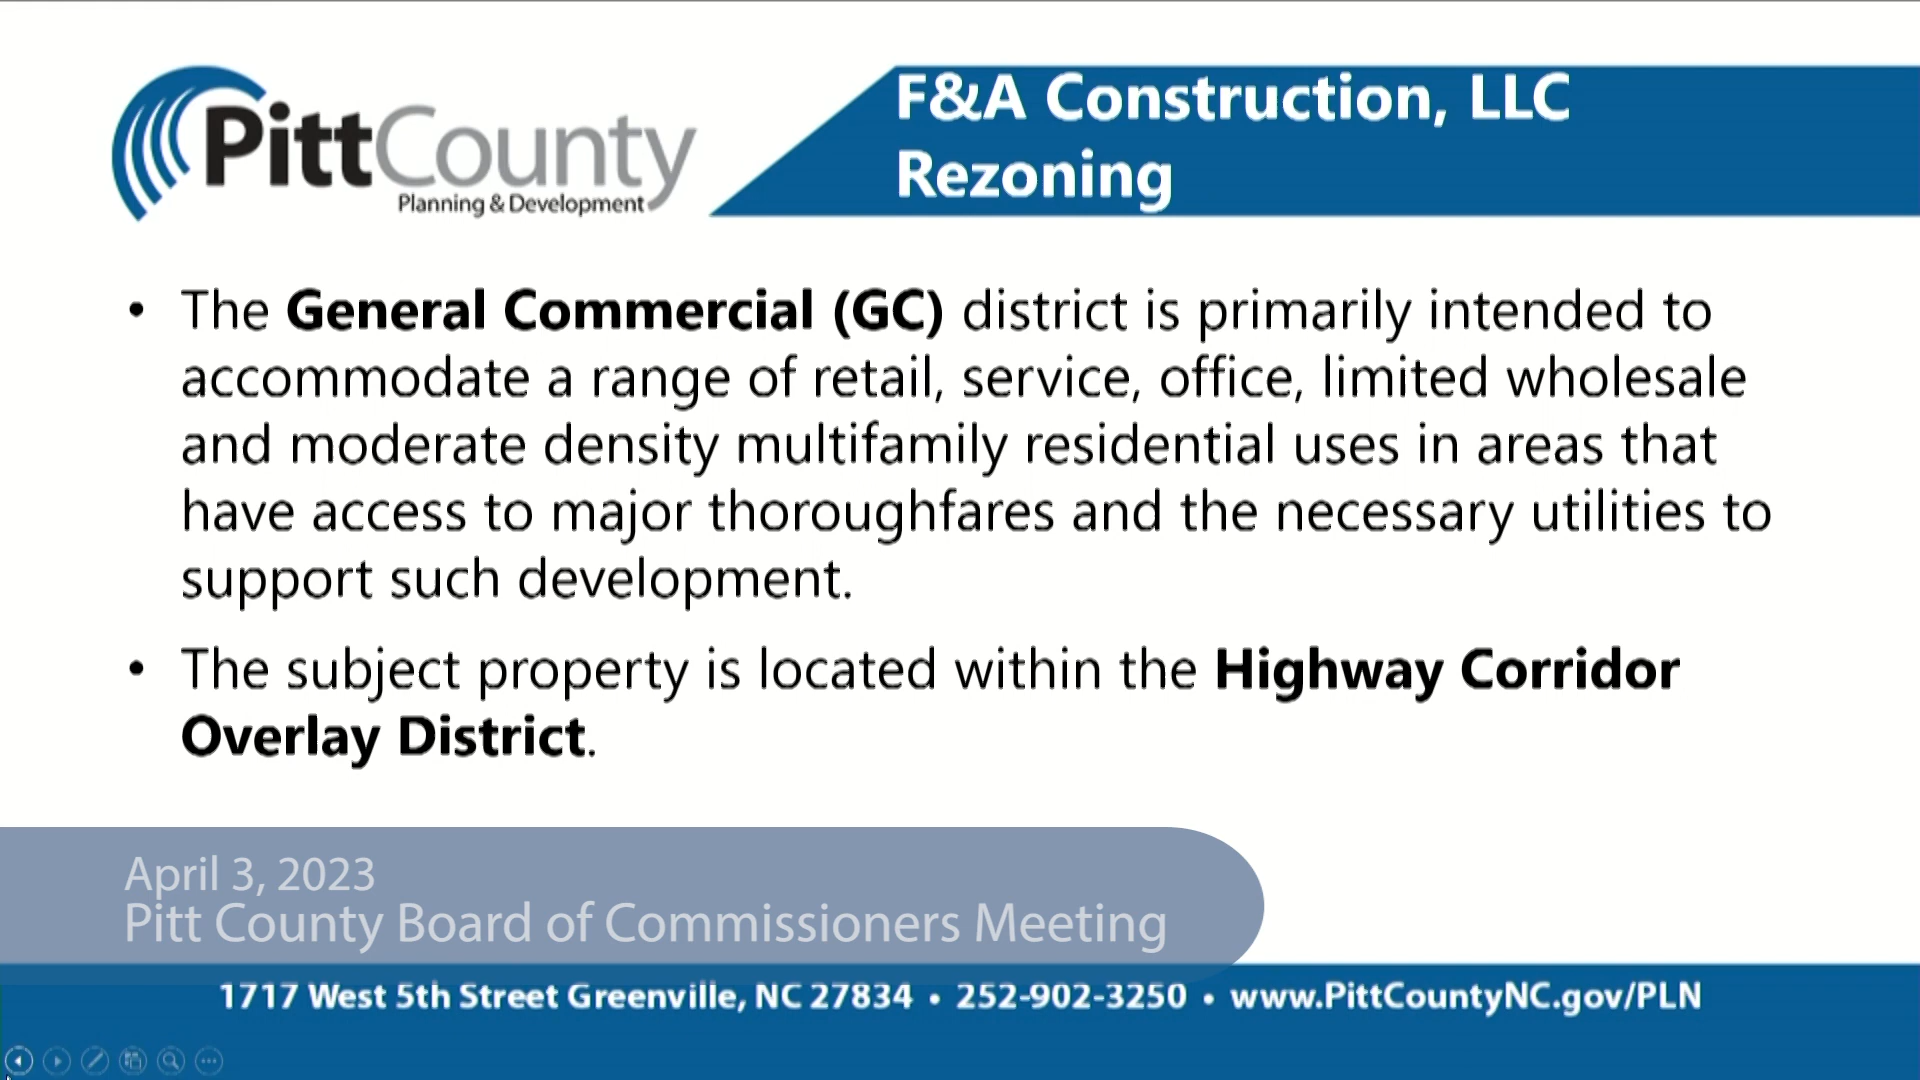 PittCounty
Planning & Development
F&A Construction, LLC
Rezoning
• The General Commercial (GC) district is primarily intended to
accommodate a range of retail, service, office, limited wholesale
and moderate density multifamily residential uses in areas that
have access to major thoroughfares and the necessary utilities to
support such development.
• The subject property is located within the Highway Corridor
Overlay District.
April 3, 2023
Pitt County Board of Commissioners Meeting
1717 West 5th Street Greenville, NC 27834 • 252-902-3250 • www.PittCountyNC.gov/PLN